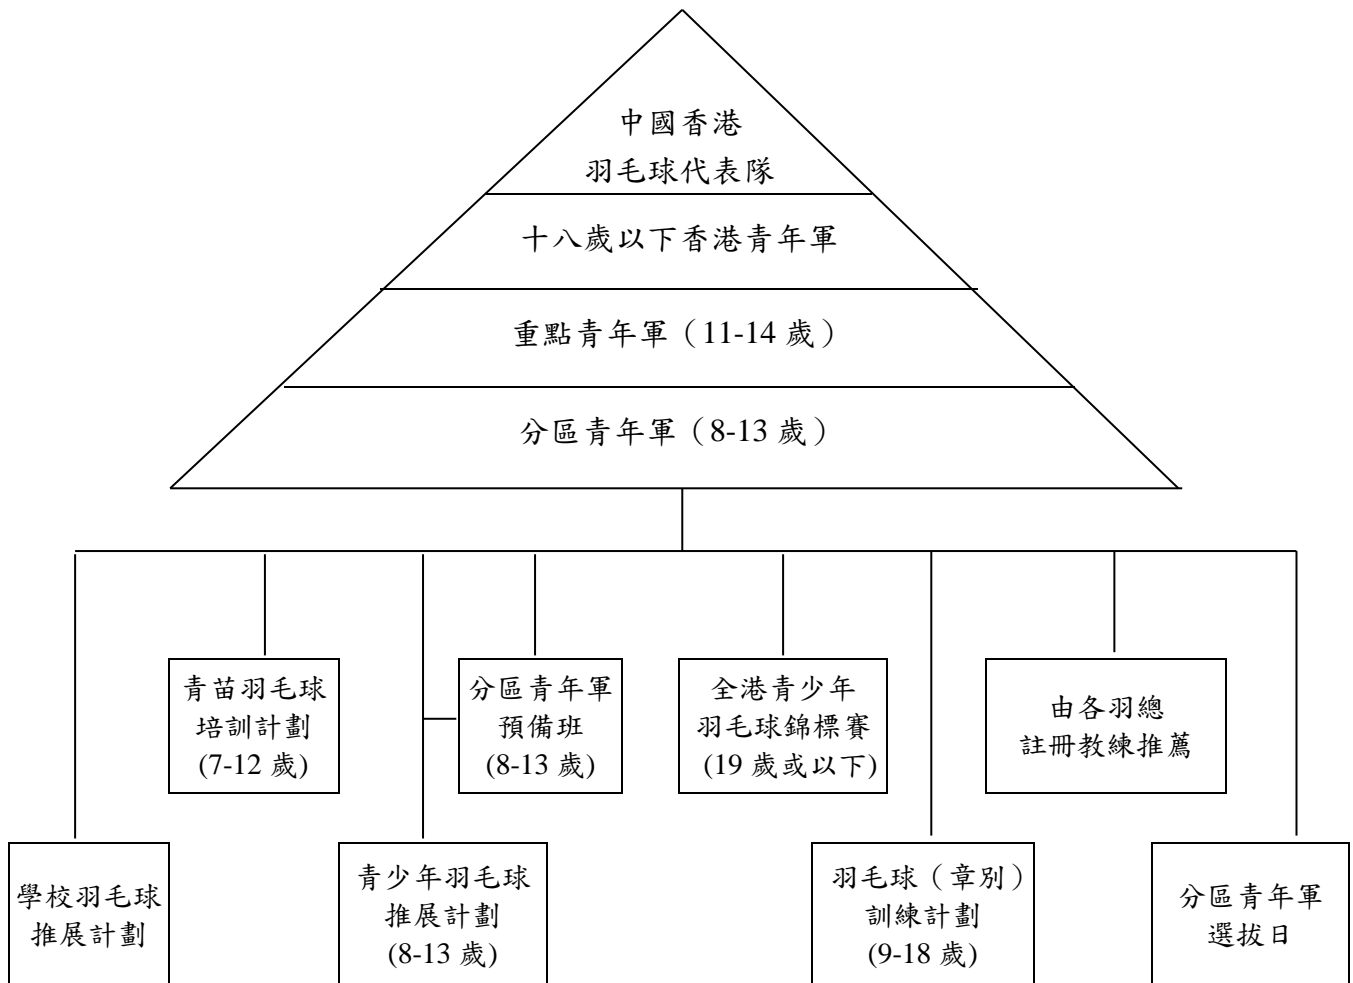 中國香港
羽毛球代表隊
十八歲以下香港青年軍
重點青年軍（11-14 歲）
分區青年軍（8-13 歲）
青苗羽毛球
培訓計劃
(7-12 歲)
分區青年軍
預備班
(8-13 歲)
全港青少年
羽毛球錦標賽
(19 歲或以下)
由各羽總
註冊教練推薦
學校羽毛球
推展計劃
青少年羽毛球
推展計劃
(8-13 歲)
羽毛球（章別）
訓練計劃
(9-18 歲)
分區青年軍
選拔日